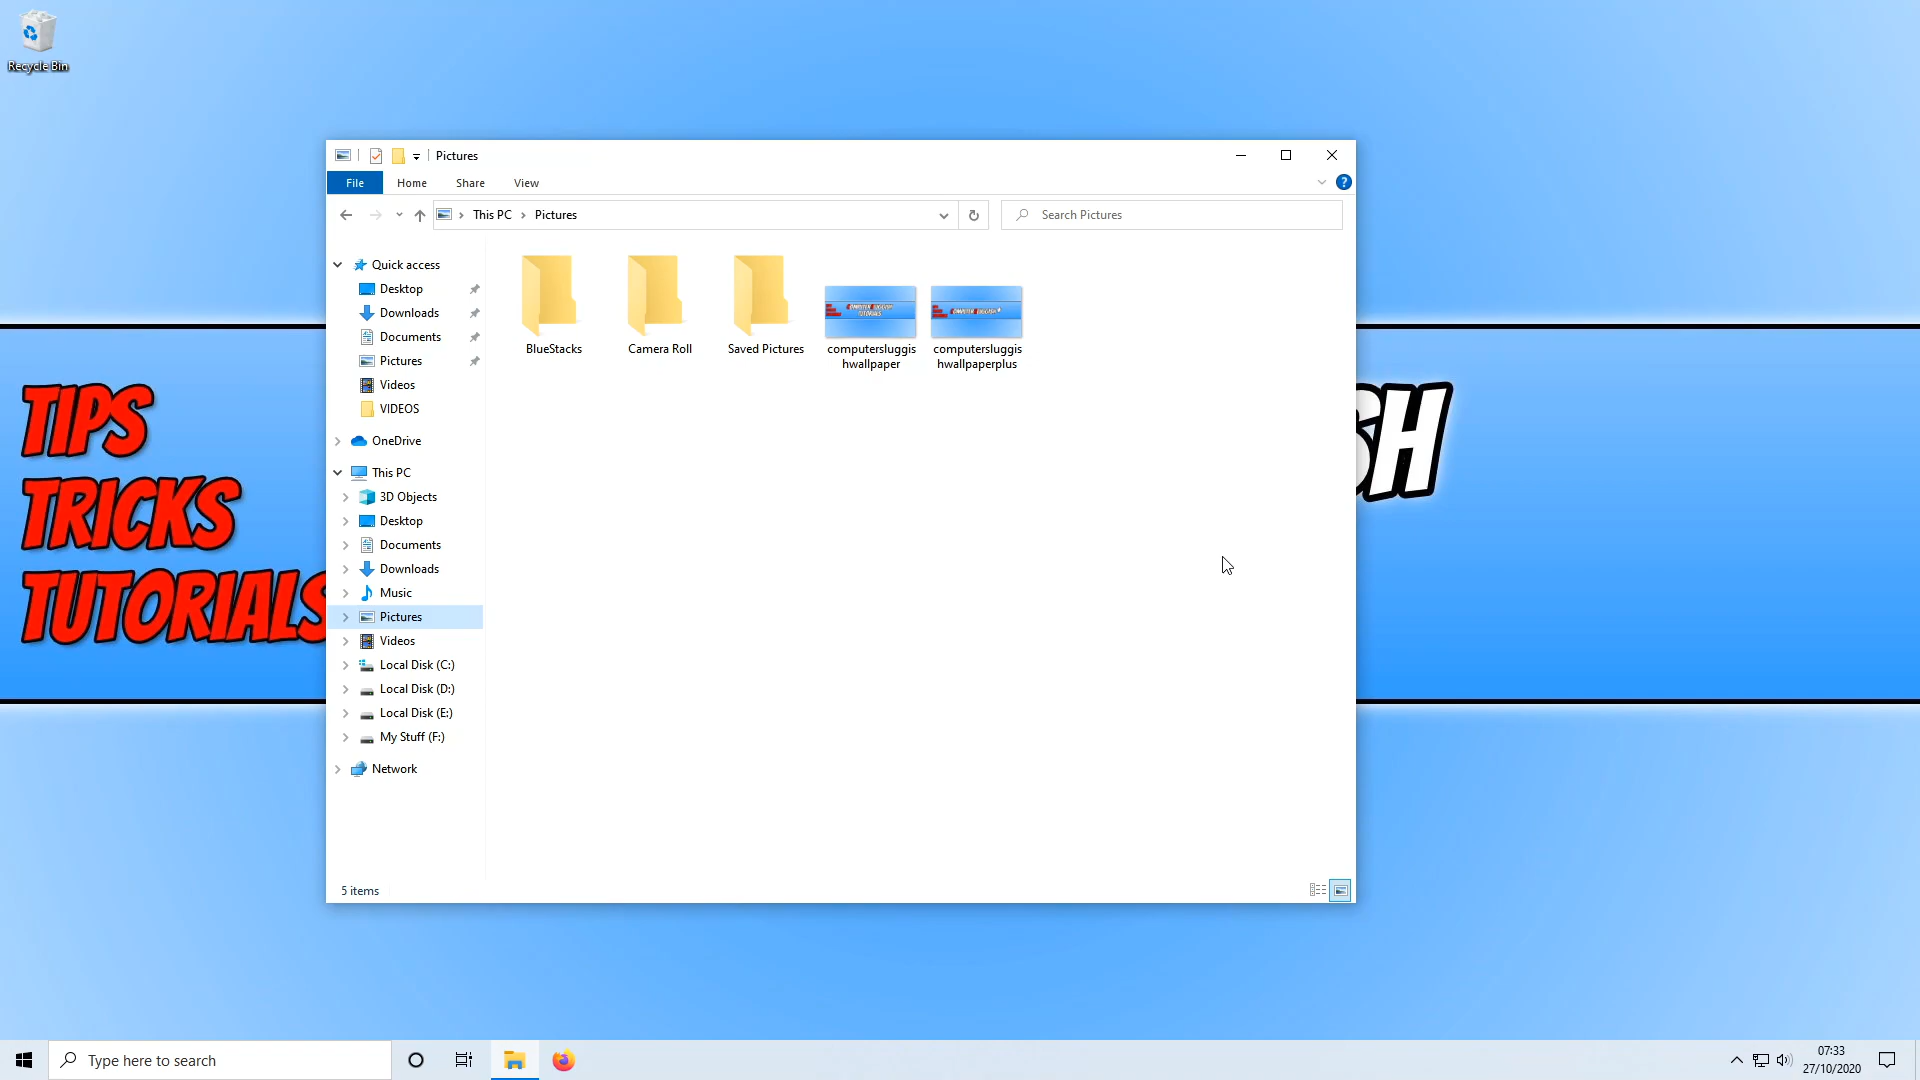 Recycle Bin
Pictures
File Home Share View
This PC Pictures
Search Pictures
Quick access
Desktop
Downloads
Documents
Pictures
Videos
VIDEOS
OneDrive
This PC
3D Objects
Desktop
Documents
Downloads
Music
Pictures
Videos
Local Disk (C:)
Local Disk (D:)
Local Disk (E:)
My Stuff (F:)
Network
BlueStacks
Camera Roll
Saved Pictures
computersluggis
hwallpaper
computersluggis
hwallpaperplus
5 items
TIPS
TRICKS
TUTORIALS
SH
Type here to search
07:33
27/10/2020